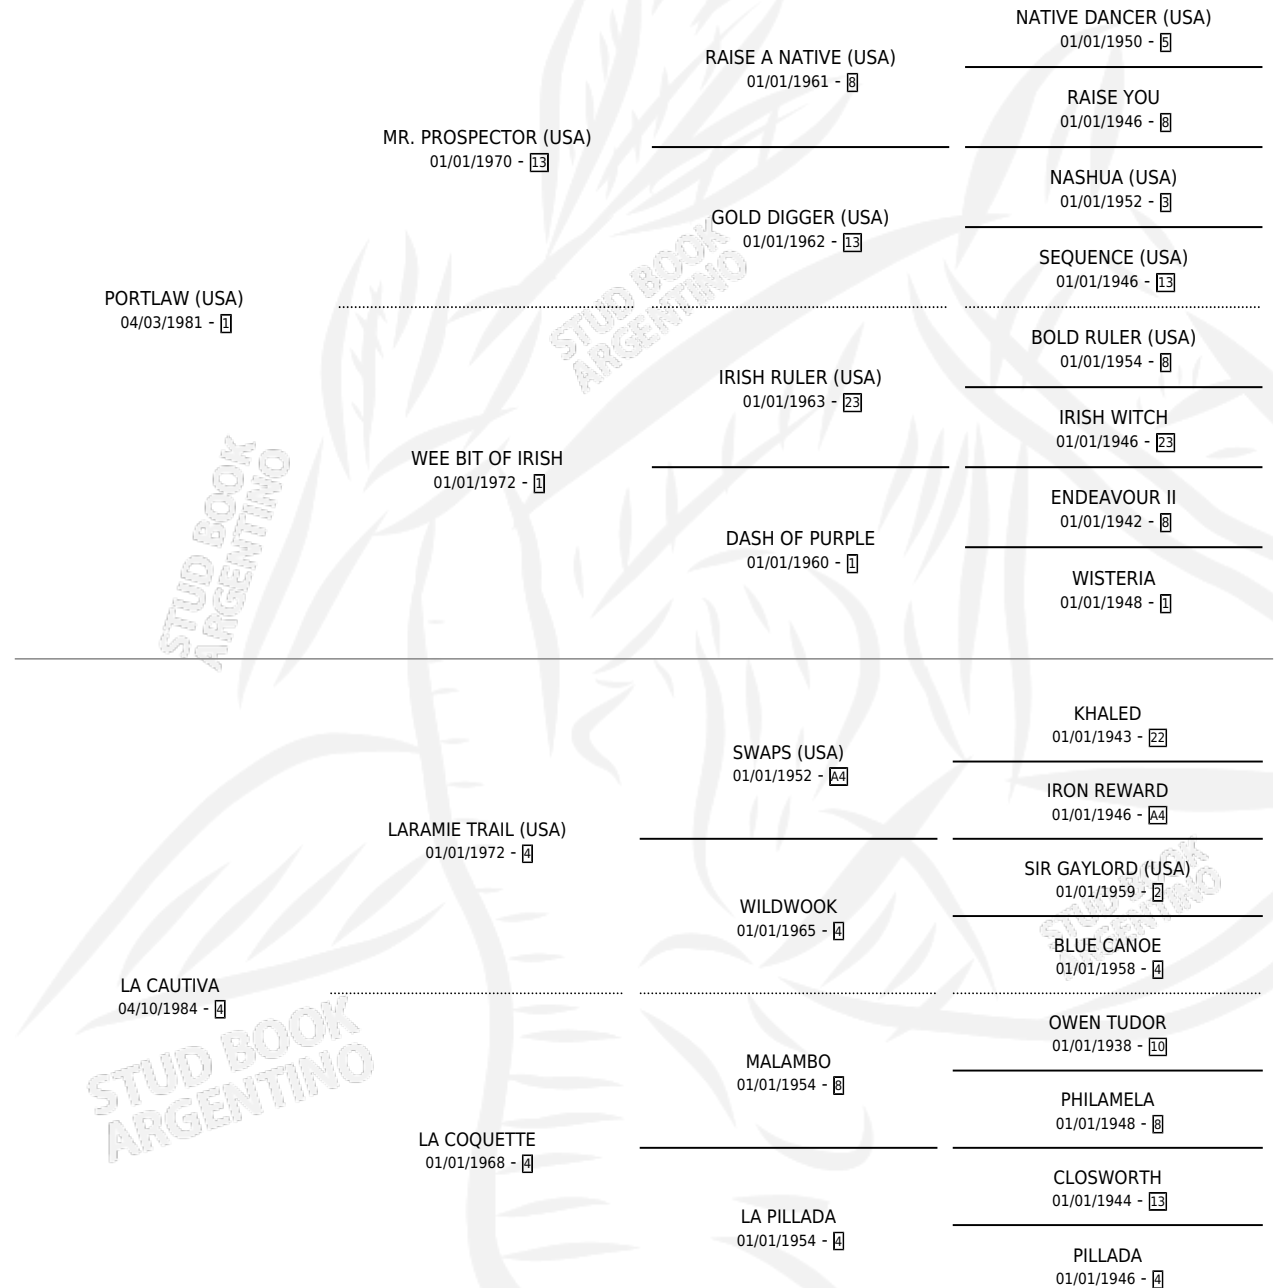 NATIVE DANCER (USA)
01/01/1950 - 5
RAISE A NATIVE (USA)
01/01/1961 - 8
RAISE YOU
01/01/1946 - 8
MR. PROSPECTOR (USA)
01/01/1970 - 13
NASHUA (USA)
01/01/1952 - 3
GOLD DIGGER (USA)
01/01/1962 - 13
SEQUENCE (USA)
01/01/1946 - 13
PORTLAW (USA)
04/03/1981 - 1
STUD BOOK
ARGENTINO
BOLD RULER (USA)
01/01/1954 - 8
IRISH RULER (USA)
01/01/1963 - 23
IRISH WITCH
01/01/1946 - 23
WEE BIT OF IRISH
01/01/1972 - 1
ENDEAVOUR II
01/01/1942 - 8
DASH OF PURPLE
01/01/1960 - 1
WISTERIA
01/01/1948 - 1
STUD BOOK
ARGENTINO
KHALED
01/01/1943 - 22
SWAPS (USA)
01/01/1952 - A4
IRON REWARD
01/01/1946 - A4
LARAMIE TRAIL (USA)
01/01/1972 - 4
SIR GAYLORD (USA)
01/01/1959 - 2
WILDWOOK
01/01/1965 - 4
STUD BOOK
ARGENTINO
BLUE CANOE
01/01/1958 - 4
LA CAUTIVA
04/10/1984 - 4
OWEN TUDOR
01/01/1938 - 10
MALAMBO
01/01/1954 - 8
STUD BOOK
ARGENTINO
PHILAMELA
01/01/1948 - 8
LA COQUETTE
01/01/1968 - 4
CLOSWORTH
01/01/1944 - 13
LA PILLADA
01/01/1954 - 4
PILLADA
01/01/1946 - 4